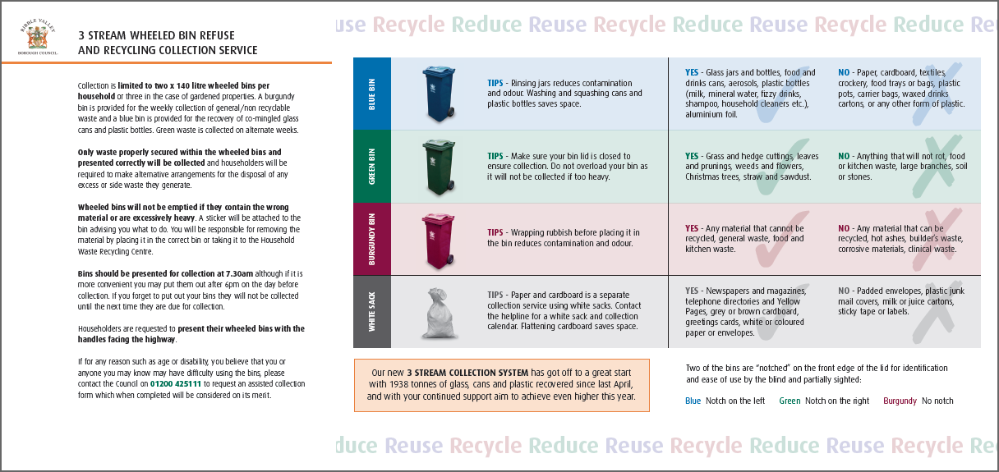 RIBBLE VALLEY
BOROUGH COUNCIL
3 STREAM WHEELED BIN REFUSE
AND RECYCLING COLLECTION SERVICE
Collection is limited to two x 140 litre wheeled bins per
household or three in the case of gardened properties. A burgundy
bin is provided for the weekly collection of general/non recyclable
waste and a blue bin is provided for the recovery of co-mingled glass
cans and plastic bottles. Green waste is collected on alternate weeks.
Only waste properly secured within the wheeled bins and
presented correctly will be collected and householders will be
required to make alternative arrangements for the disposal of any
excess or side waste they generate.
Wheeled bins will not be emptied if they contain the wrong
material or are excessively heavy. A sticker will be attached to the
bin advising you what to do. You will be responsible for removing the
material by placing it in the correct bin or taking it to the Household
Waste Recycling Centre.
Bins should be presented for collection at 7.30am although if it is
more convenient you may put them out after 6pm on the day before
collection. If you forget to put out your bins they will not be collected
until the next time they are due for collection.
Householders are requested to present their wheeled bins with the
handles facing the highway.
If for any reason such as age or disability, you believe that you or
anyone you may know may have difficulty using the bins, please
contact the Council on 01200 425111 to request an assisted collection
form which when completed will be considered on its merit.
use Recycle Reduce Reuse Recycle Reduce Reuse Recycle Reduce Re
BLUE BIN
TIPS - Rinsing jars reduces contamination
and odour. Washing and squashing cans and
plastic bottles saves space.
YES - Glass jars and bottles, food and
drinks cans, aerosols, plastic bottles
(milk, mineral water, fizzy drinks,
shampoo, household cleaners etc.),
aluminium foil.
NO - Paper, cardboard, textiles,
crockery, food trays or bags, plastic
pots, carrier bags, waxed drinks
cartons, or any other form of plastic.
GREEN BIN
TIPS - Make sure your bin lid is closed to
ensure collection. Do not overload your bin as
it will not be collected if too heavy.
YES - Grass and hedge cuttings, leaves
and prunings, weeds and flowers,
Christmas trees, straw and sawdust.
NO - Anything that will not rot, food
or kitchen waste, large branches, soil
or stones.
BURGUNDY BIN
TIPS - Wrapping rubbish before placing it in
the bin reduces contamination and odour.
YES - Any material that cannot be
recycled, general waste, food and
kitchen waste.
NO - Any material that can be
recycled, hot ashes, builder's waste,
corrosive materials, clinical waste.
WHITE SACK
TIPS - Paper and cardboard is a separate
collection service using white sacks. Contact
the helpline for a white sack and collection
calendar. Flattening cardboard saves space.
YES - Newspapers and magazines,
telephone directories and Yellow
Pages, grey or brown cardboard,
greetings cards, white or coloured
paper or envelopes.
NO - Padded envelopes, plastic junk
mail covers, milk or juice cartons,
sticky tape or labels.
Our new 3 STREAM COLLECTION SYSTEM has got off to a great start
with 1938 tonnes of glass, cans and plastic recovered since last April,
and with your continued support aim to achieve even higher this year.
Two of the bins are “notched” on the front edge of the lid for identification
and ease of use by the blind and partially sighted:
Blue Notch on the left Green Notch on the right Burgundy No notch
duce Reuse Recycle Reduce Reuse Recycle Reduce Reuse Recycle Re